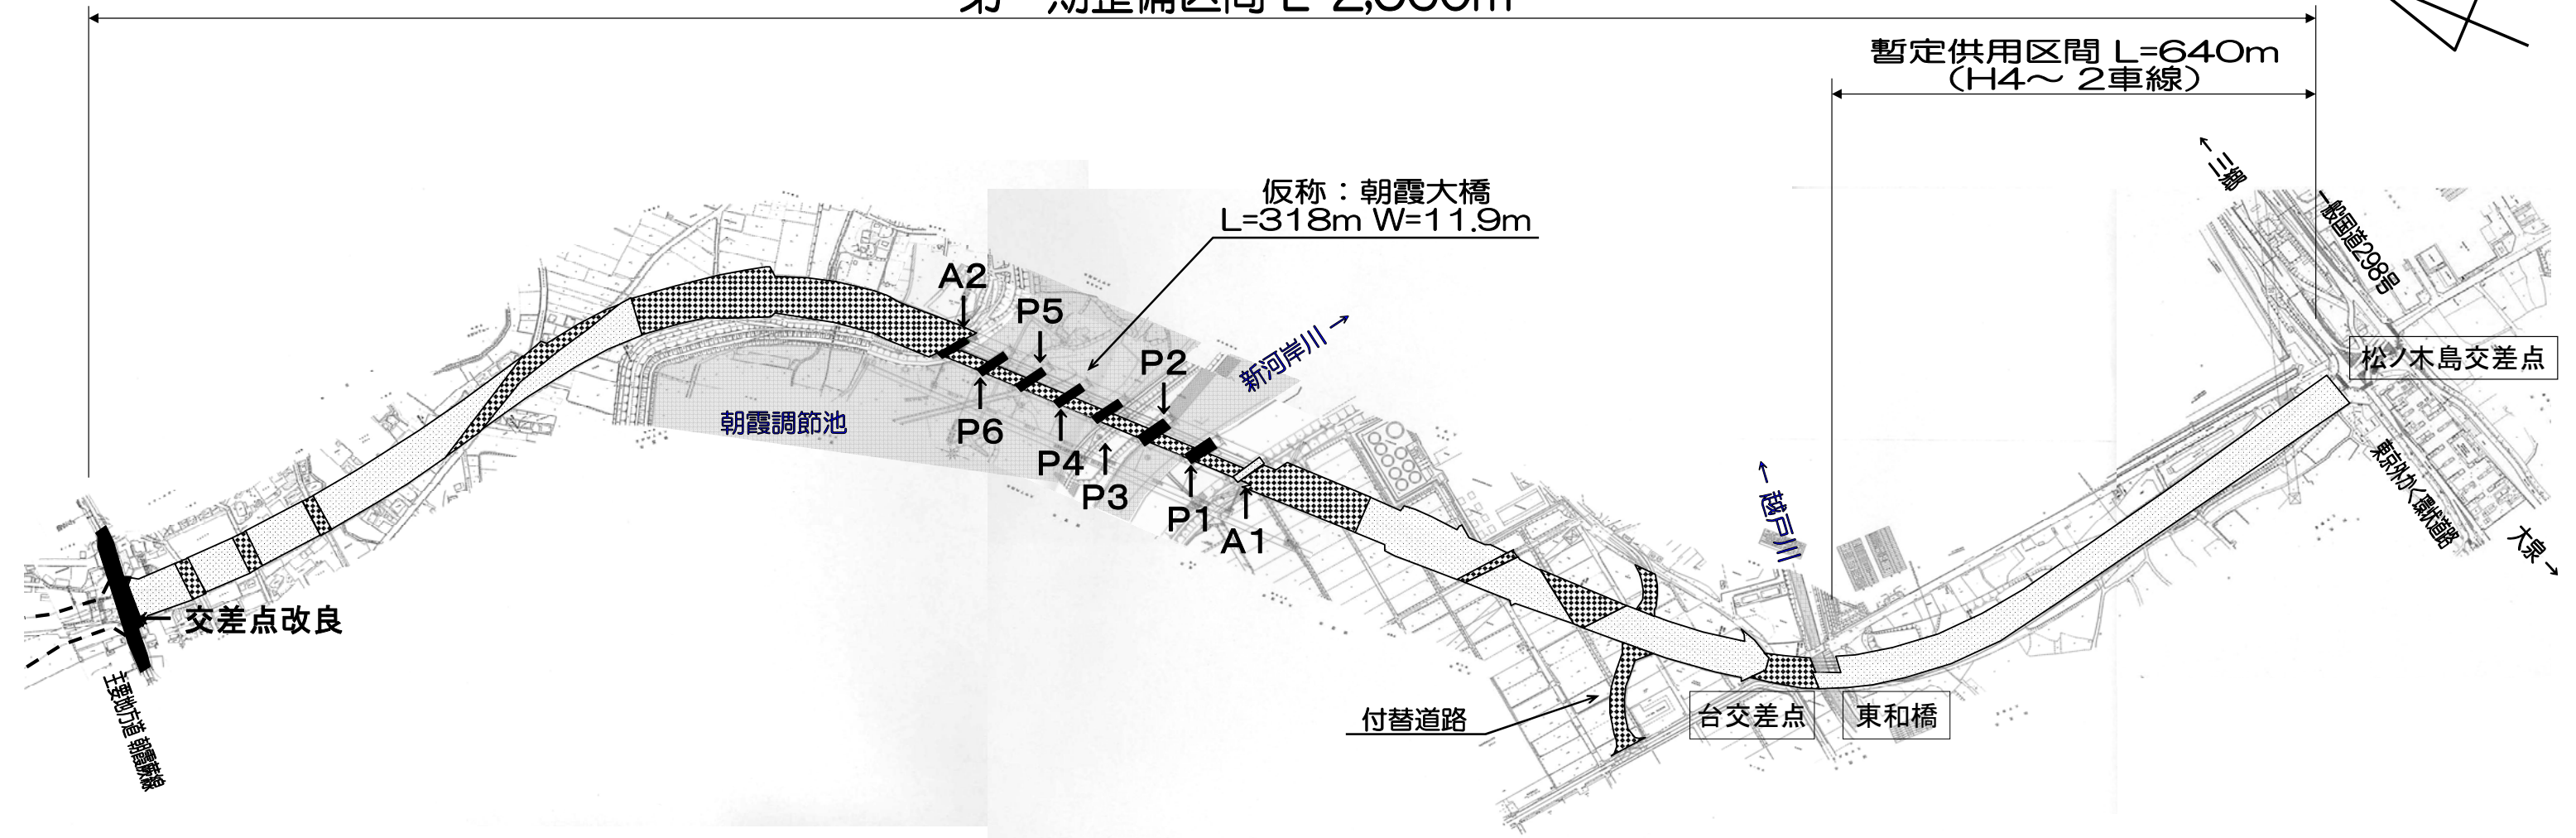 暫定供用区間 L=640m
(H4～ 2車線)
仮称：朝霞大橋
L=318m W=11.9m
←三郷
一般国道298号
A2
P5
P2
新河岸川→
松ノ木島交差点
朝霞調節池
P6
P4
P3
P1
A1
←越戸川
東京外かく環状道路
大泉→
交差点改良
主要地方道 朝霞蕨線
付替道路
台交差点
東和橋